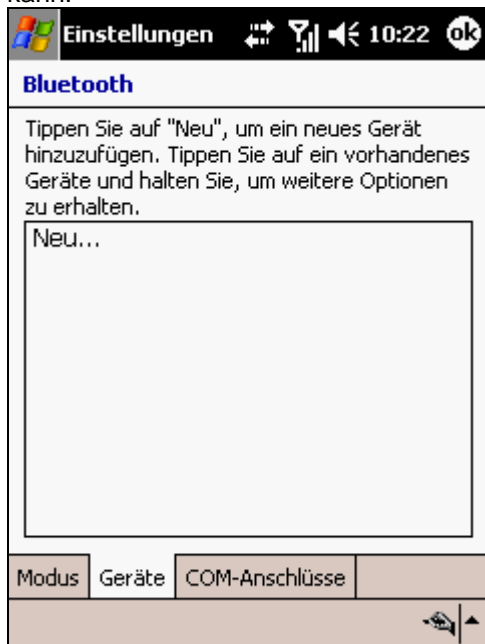 Einstellungen 10:22 ok
Bluetooth
Tippen Sie auf "Neu", um ein neues Gerät
hinzuzufügen. Tippen Sie auf ein vorhandenes
Geräte und halten Sie, um weitere Optionen
zu erhalten.
Neu...
Modus Geräte COM-Anschlüsse